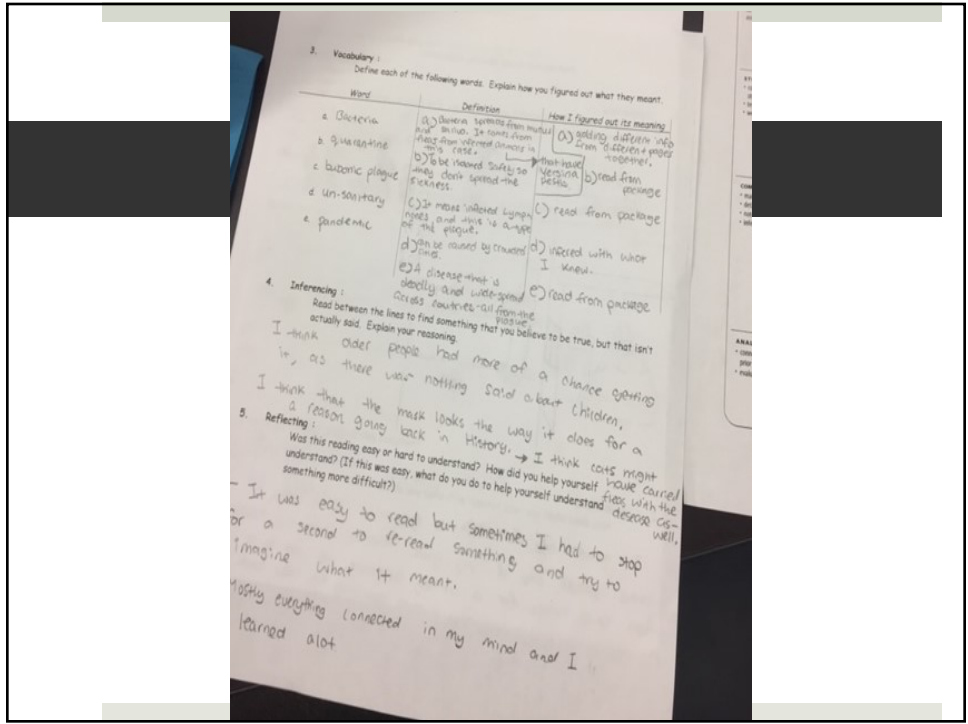 3. Vocabulary :
Define each of the following words. Explain how you figured out what they meant.
Word
Definition
How I figured out its meaning
a. Bacteria
b. quarentine
c. bubonic plague
d. un-sanitary
e. pandemic
a) Bacteria spreads from mucus
and saliva. It comes from
fleas from infected animals in
this case.
that have
Yersina
Pestis
b) To be isolated safely so
they don't spread the
sickness.
c) It means infected lymph
nodes and this is a type
of the plague.
d) can be caused by crowded
e) A disease that is
deadly and wide-spread
across coutries-all from the
plague.
a) adding different info
from different pages
together.
b) read from
package
c) read from package
d) infered with what
I knew.
e) read from package
4. Inferencing :
Read between the lines to find something that you believe to be true, but that isn't
actually said. Explain your reasoning.
I think older people had more of a chance getting
it, as there was nothing said about children.
I think that the mask looks the way it does for a
a reason going back in History. → I think cats might
have carried
fleas with the
desease as-
well.
5. Reflecting :
Was this reading easy or hard to understand? How did you help yourself
understand? (If this was easy, what do you do to help yourself understand
something more difficult?)
- It was easy to read but sometimes I had to stop
for a second to re-read something and try to
imagine what it meant.
Mostly everything connected in my mind and I
learned alot